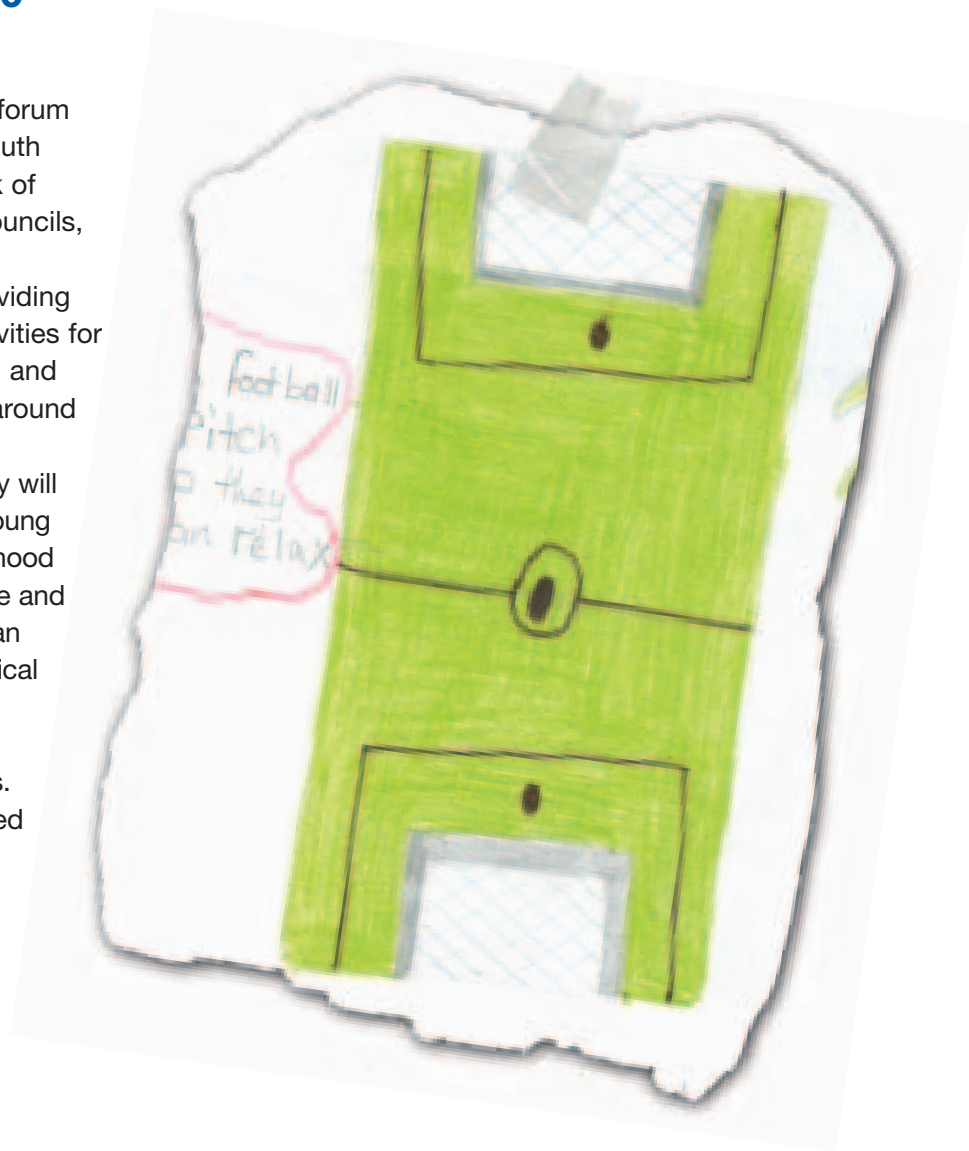 forum
uth
of
ouncils,
viding
vities for
and
around
y will
oung
hood
e and
an
ical
s.
ed
football
Pitch
they
an relax